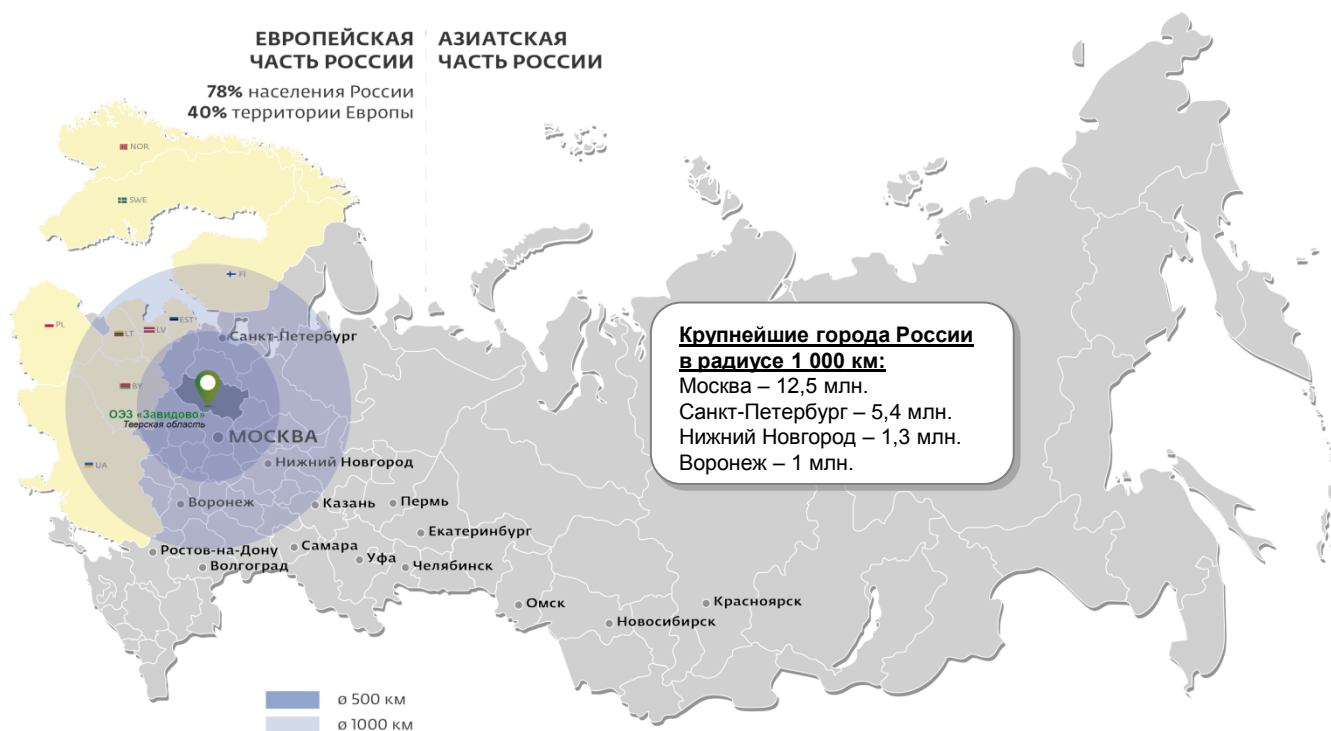 ЕВРОПЕЙСКАЯ
ЧАСТЬ РОССИИ
78% населения России
40% территории Европы
АЗИАТСКАЯ
ЧАСТЬ РОССИИ
NOR
SWE
FI
PL
LT
LV
EST
Санкт-Петербург
BY
ОЭЗ «Завидово»
Тверская область
МОСКВА
UA
Нижний Новгород
Воронеж
Казань
Пермь
Екатеринбург
Ростов-на-Дону
Самара
Волгоград
Уфа
Челябинск
Омск
Новосибирск
Красноярск
Крупнейшие города России
в радиусе 1 000 км:
Москва – 12,5 млн.
Санкт-Петербург – 5,4 млн.
Нижний Новгород – 1,3 млн.
Воронеж – 1 млн.
ø 500 км
ø 1000 км